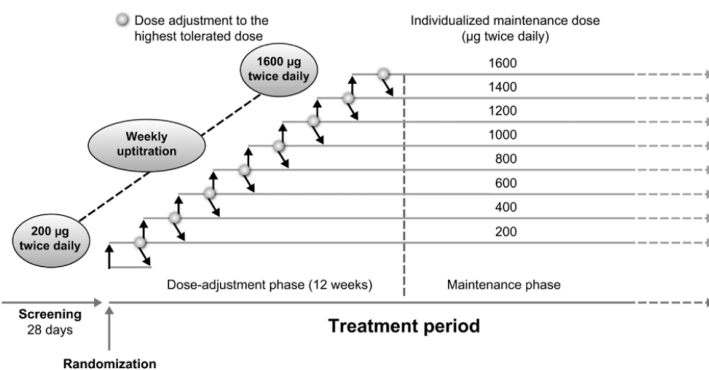 Dose adjustment to the
highest tolerated dose
Individualized maintenance dose
(µg twice daily)
1600 µg
twice daily
Weekly
uptitration
200 µg
twice daily
1600
1400
1200
1000
800
600
400
200
Dose-adjustment phase (12 weeks)
Maintenance phase
Screening
28 days
Treatment period
Randomization